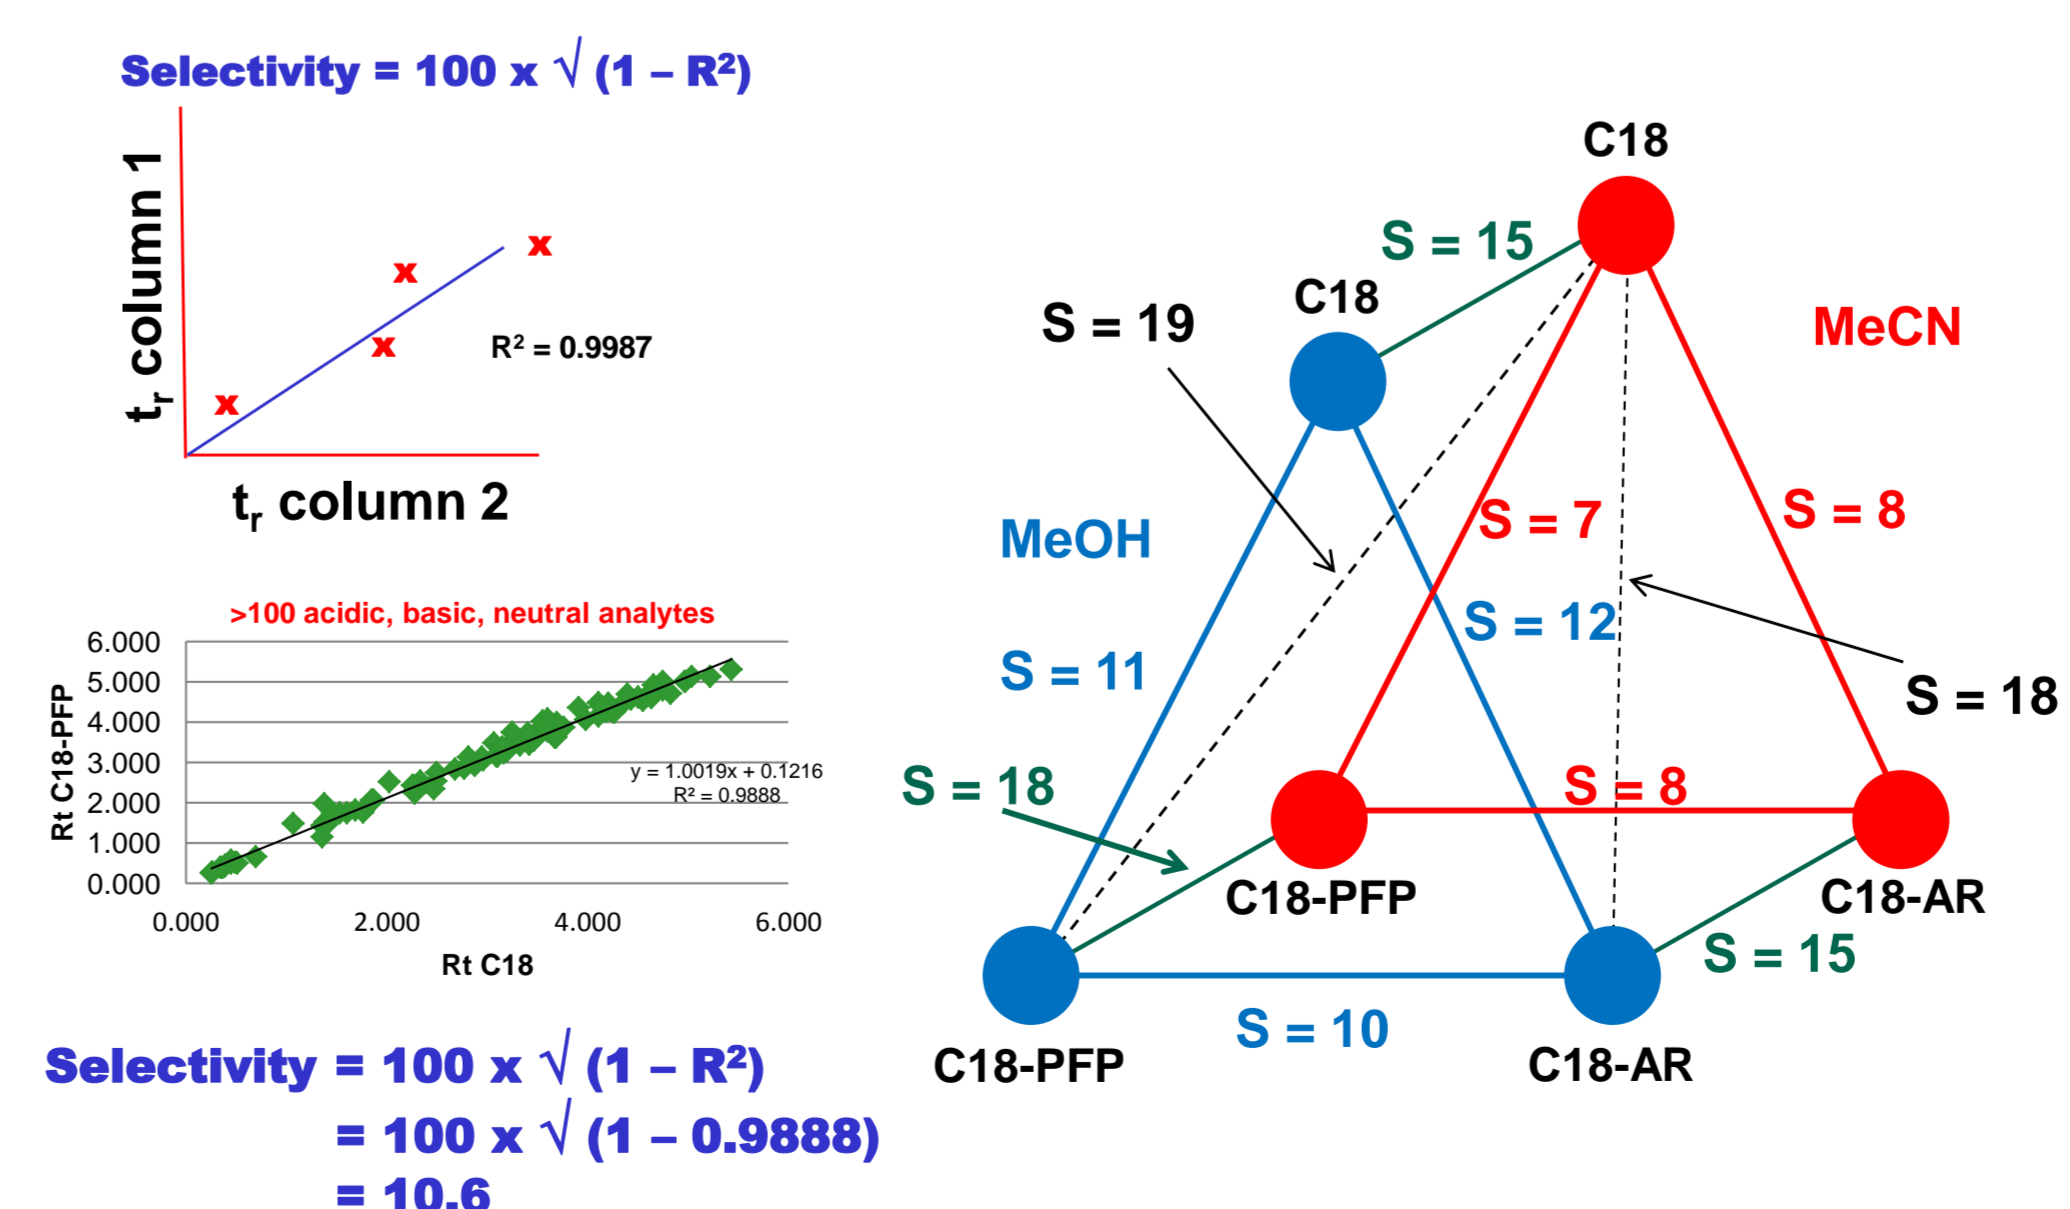 Selectivity = 100 x √ (1 – R²)
tr column 1
x
x
x
x
R² = 0.9987
tr column 2
>100 acidic, basic, neutral analytes
6.000
5.000
4.000
3.000
2.000
1.000
0.000
Rt C18-PFP
y = 1.0019x + 0.1216
R² = 0.9888
0.000 2.000 4.000 6.000
Rt C18
Selectivity = 100 x √ (1 – R²)
= 100 x √ (1 – 0.9888)
= 10.6
C18
S = 15
C18
S = 19
MeCN
MeOH
S = 7
S = 8
S = 12
S = 11
S = 18
S = 18
S = 8
C18-PFP
C18-AR
S = 15
S = 10
C18-PFP
C18-AR